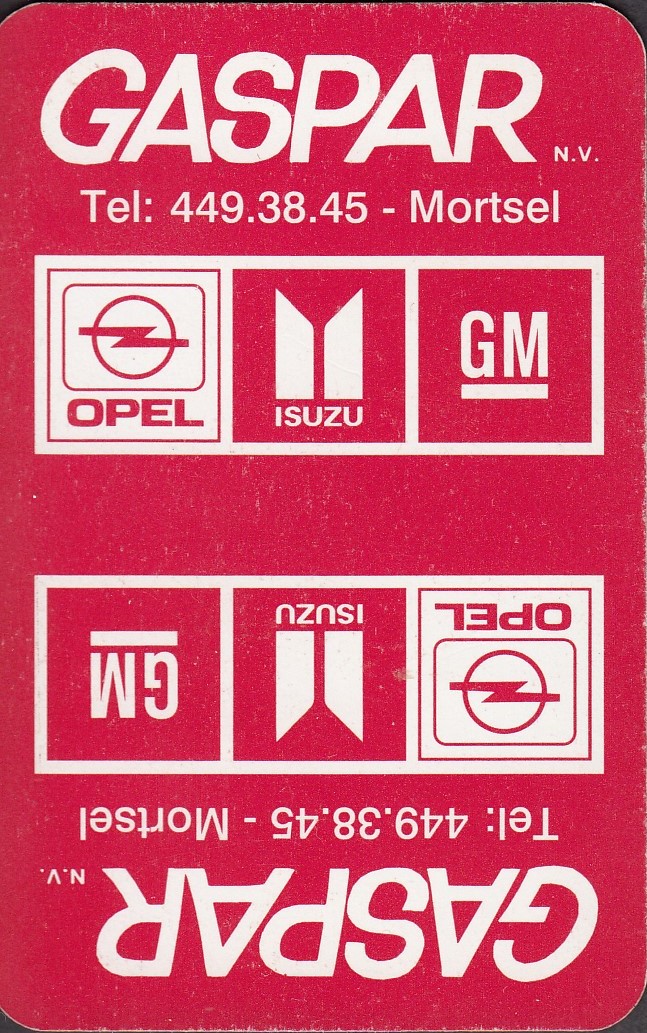 GASPAR N.V.
Tel: 449.38.45 - Mortsel
OPEL ISUZU GM
OPEL ISUZU GM
Tel: 449.38.45 - Mortsel
GASPAR N.V.